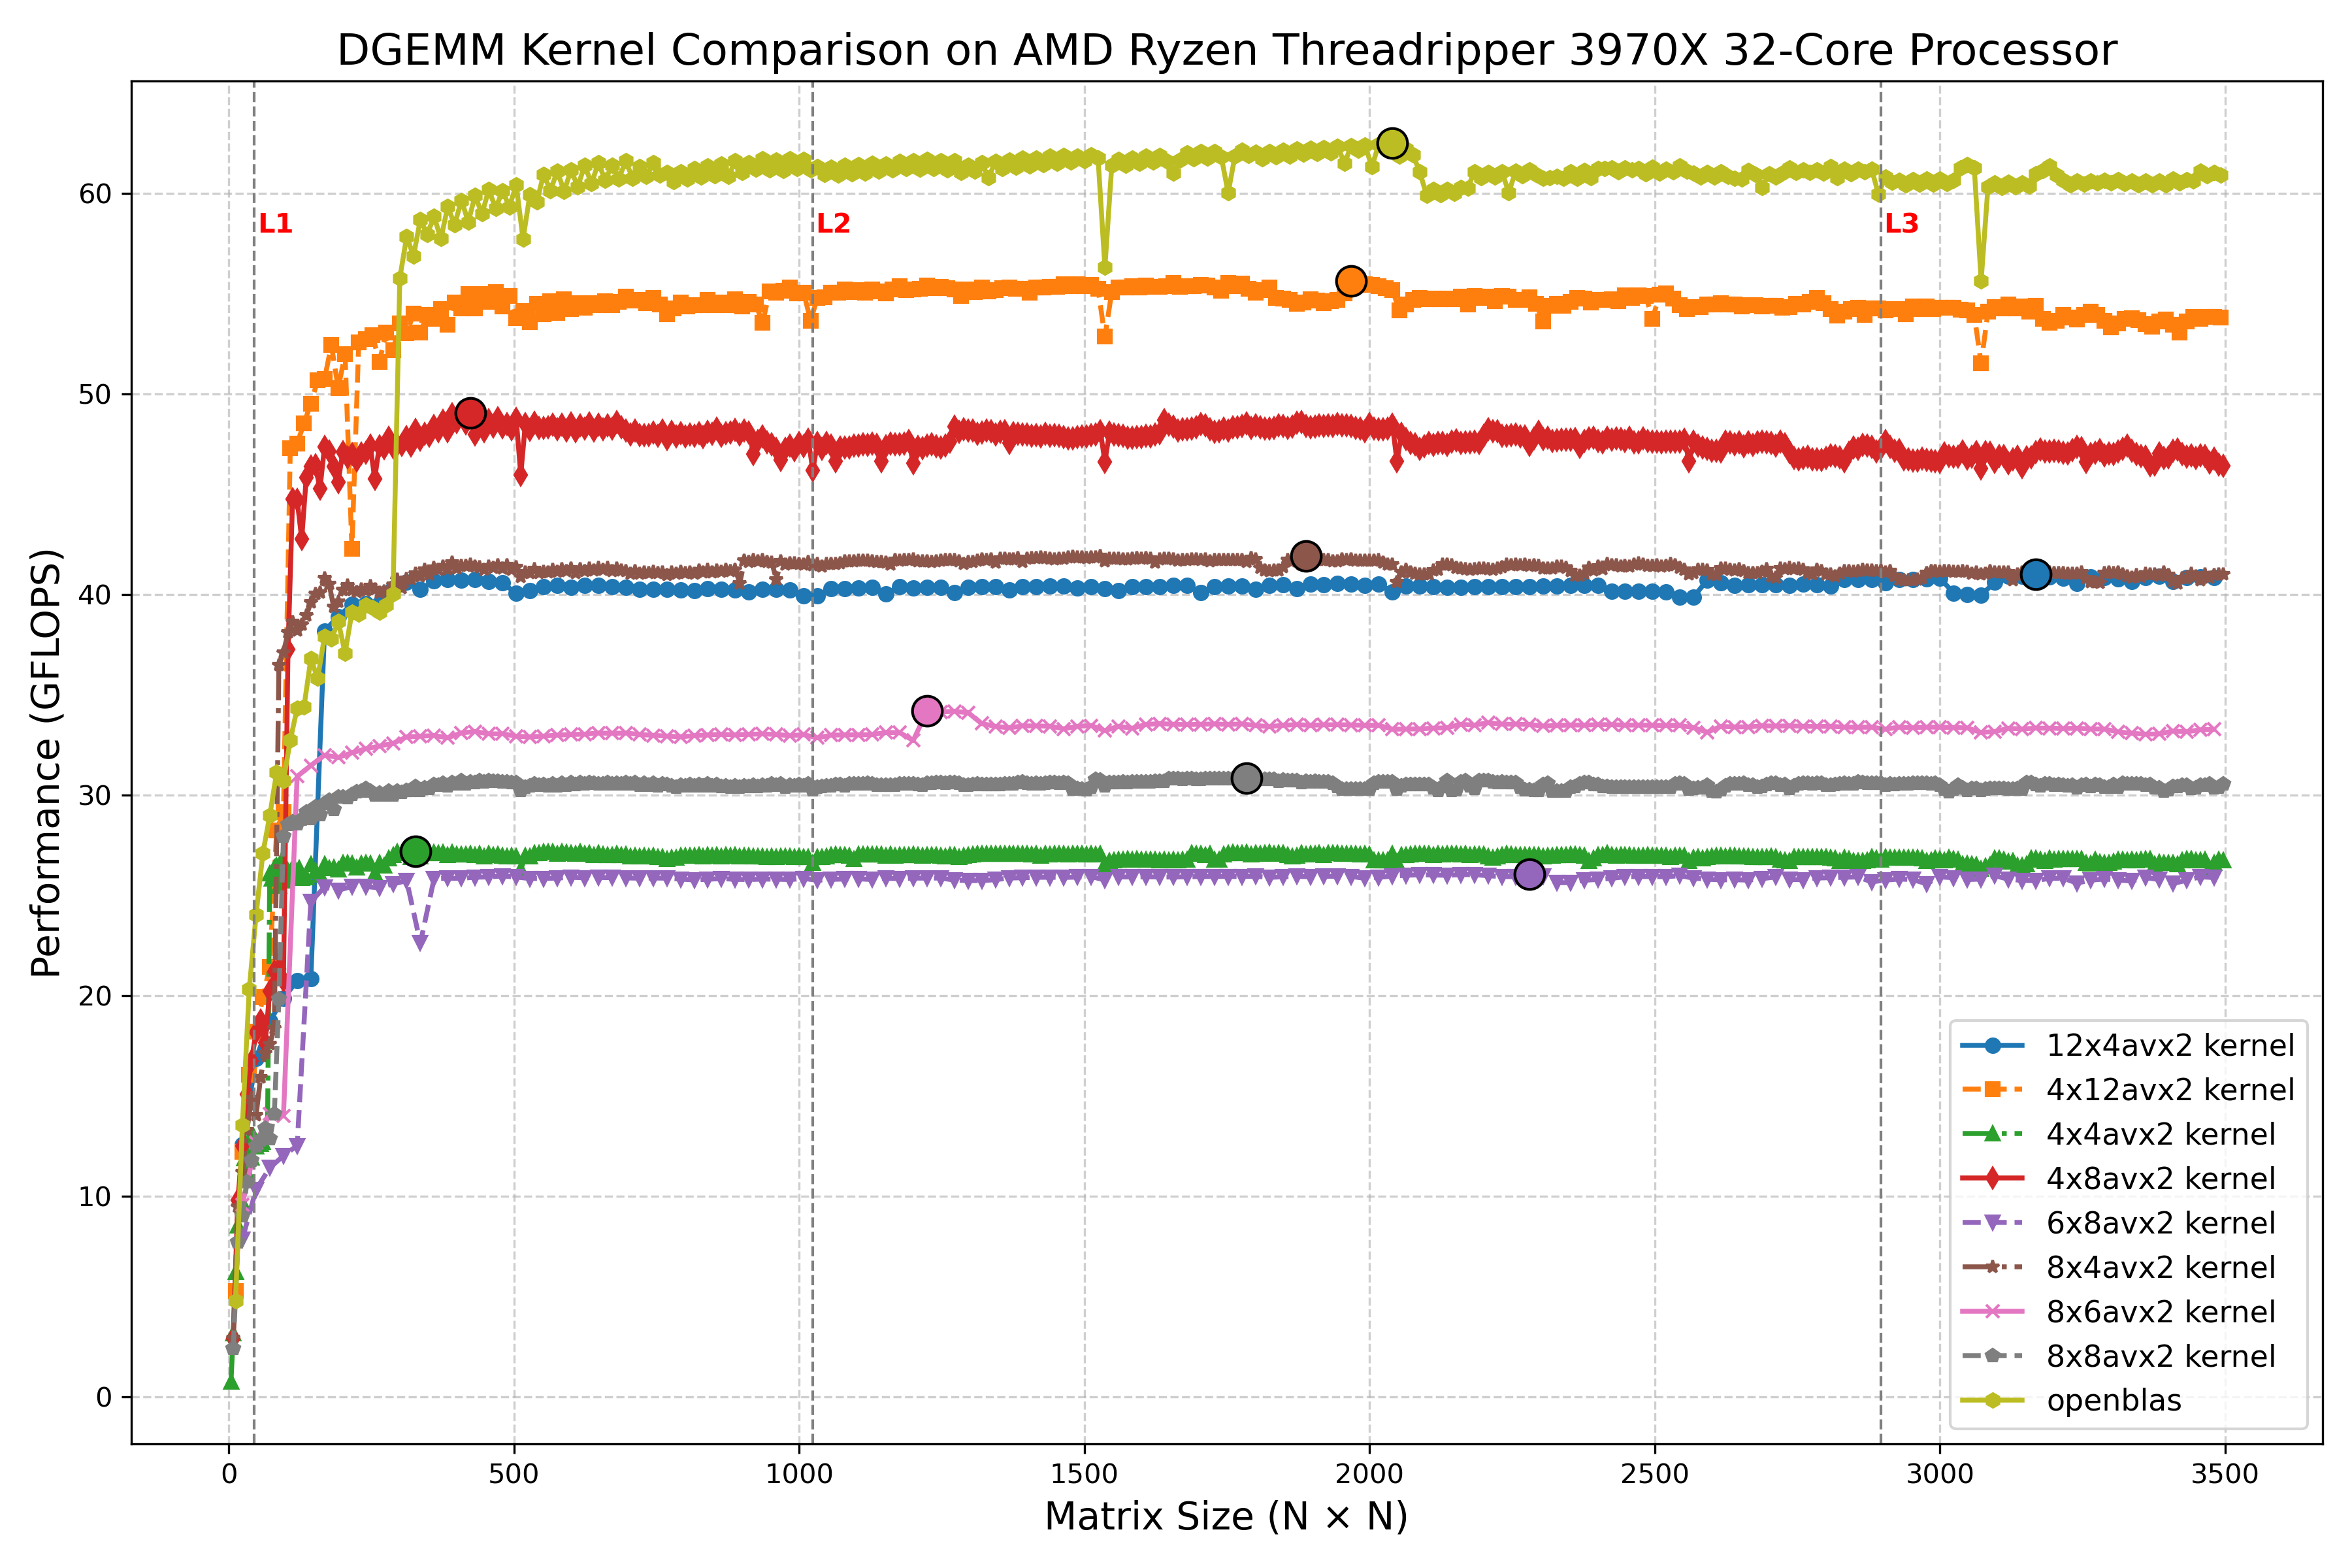 DGEMM Kernel Comparison on AMD Ryzen Threadripper 3970X 32-Core Processor
Performance (GFLOPS)
60
50
40
30
20
10
0
L1
L2
L3
12x4avx2 kernel
4x12avx2 kernel
4x4avx2 kernel
4x8avx2 kernel
6x8avx2 kernel
8x4avx2 kernel
8x6avx2 kernel
8x8avx2 kernel
openblas
0 500 1000 1500 2000 2500 3000 3500
Matrix Size (N × N)